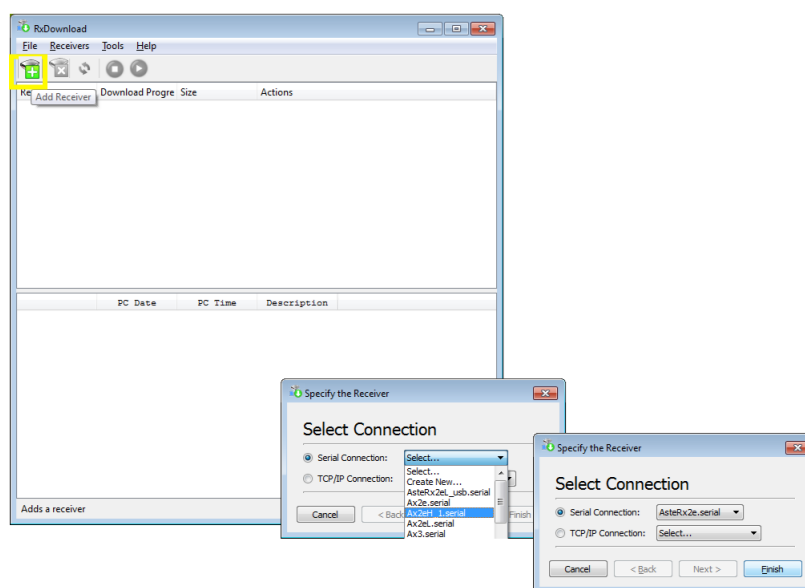 RxDownload
File Receivers Tools Help
Re
Download Progre Size Actions
Add Receiver
PC Date PC Time Description
Adds a receiver
Specify the Receiver
Select Connection
Serial Connection: Select...
Select...
Create New...
AsteRx2eL_usb.serial
Ax2e.serial
Ax2eH_1.serial
Ax2eL.serial
Ax3.serial
TCP/IP Connection:
Cancel < Back Finish
Specify the Receiver
Select Connection
Serial Connection: AsteRx2e.serial
TCP/IP Connection: Select...
Cancel < Back Next > Finish